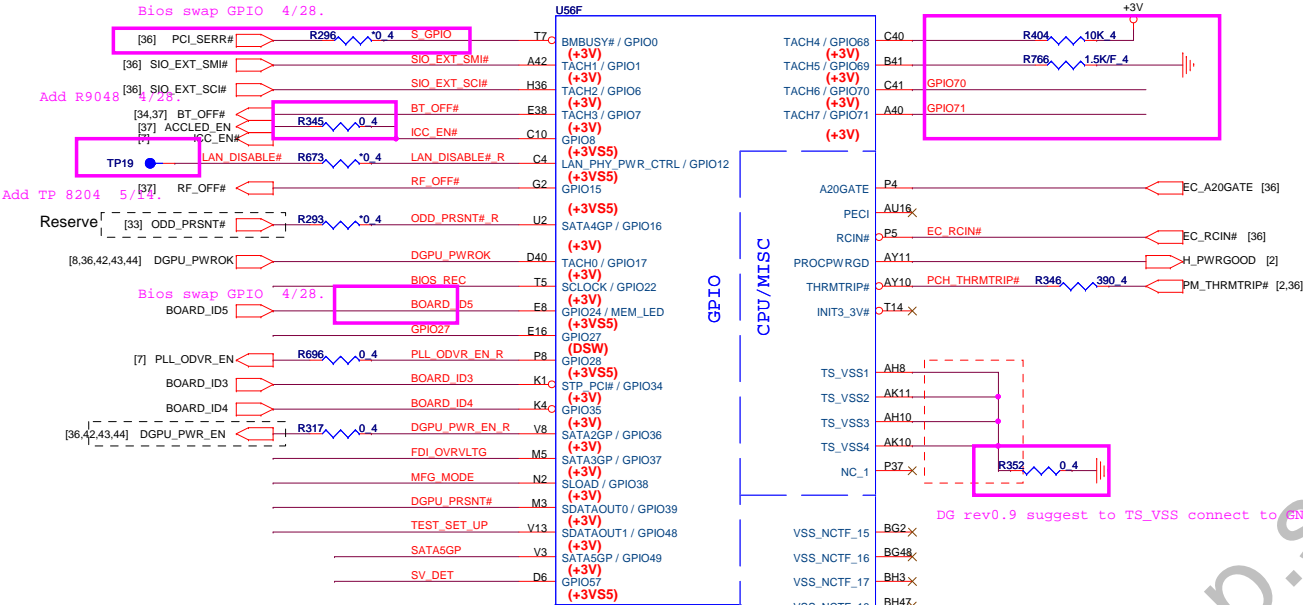 Bios swap GPIO 4/28.
U56F
+3V
[36] PCI_SERR# R296 *0_4 S_GPIO T7 BMBUSY# / GPIO0 (+3V)
TACH4 / GPIO68 C40 R404 10K_4
(+3V)
[36] SIO_EXT_SMI# SIO_EXT_SMI# A42 TACH1 / GPIO1 (+3V)
TACH5 / GPIO69 B41 R766 1.5K/F_4
(+3V)
[36] SIO_EXT_SCI# SIO_EXT_SCI# H36 TACH2 / GPIO6 (+3V)
TACH6 / GPIO70 C41 GPIO70
(+3V)
Add R9048 4/28.
[34,37] BT_OFF# BT_OFF# E38 TACH3 / GPIO7 (+3V)
TACH7 / GPIO71 A40 GPIO71
(+3V)
[37] ACCLED_EN R345 0_4
[7] ICC_EN# ICC_EN# C10 GPIO8 (+3VS5)
TP19 LAN_DISABLE# R673 *0_4 LAN_DISABLE#_R C4 LAN_PHY_PWR_CTRL / GPIO12 (+3VS5)
Add TP 8204 5/14.
[37] RF_OFF# RF_OFF# G2 GPIO15 (+3VS5)
A20GATE P4 EC_A20GATE [36]
PECI AU16
Reserve [33] ODD_PRSNT# R293 *0_4 ODD_PRSNT#_R U2 SATA4GP / GPIO16 (+3V)
RCIN# P5 EC_RCIN# EC_RCIN# [36]
[8,36,42,43,44] DGPU_PWROK DGPU_PWROK D40 TACH0 / GPIO17 (+3V)
PROCPWRGD AY11 H_PWRGOOD [2]
BIOS_REC T5 SCLOCK / GPIO22 (+3V)
THRMTRIP# AY10 PCH_THRMTRIP# R346 390_4 PM_THRMTRIP# [2,36]
Bios swap GPIO 4/28.
BOARD_ID5 BOARD_ID5 E8 GPIO24 / MEM_LED (+3VS5)
INIT3_3V# T14
GPIO
CPU/MISC
GPIO27 E16 GPIO27 (DSW)
[7] PLL_ODVR_EN R696 0_4 PLL_ODVR_EN_R P8 GPIO28 (+3VS5)
BOARD_ID3 BOARD_ID3 K1 STP_PCI# / GPIO34 (+3V)
TS_VSS1 AH8
BOARD_ID4 BOARD_ID4 K4 GPIO35 (+3V)
TS_VSS2 AK11
[36,42,43,44] DGPU_PWR_EN R317 0_4 DGPU_PWR_EN_R V8 SATA2GP / GPIO36 (+3V)
TS_VSS3 AH10
FDI_OVRVLTG M5 SATA3GP / GPIO37 (+3V)
TS_VSS4 AK10
MFG_MODE N2 SLOAD / GPIO38 (+3V)
NC_1 P37 R352 0_4
DGPU_PRSNT# M3 SDATAOUT0 / GPIO39 (+3V)
DG rev0.9 suggest to TS_VSS connect to GN
TEST_SET_UP V13 SDATAOUT1 / GPIO48 (+3V)
VSS_NCTF_15 BG2
SATA5GP V3 SATA5GP / GPIO49 (+3V)
VSS_NCTF_16 BG48
SV_DET D6 GPIO57 (+3VS5)
VSS_NCTF_17 BH3
BH47